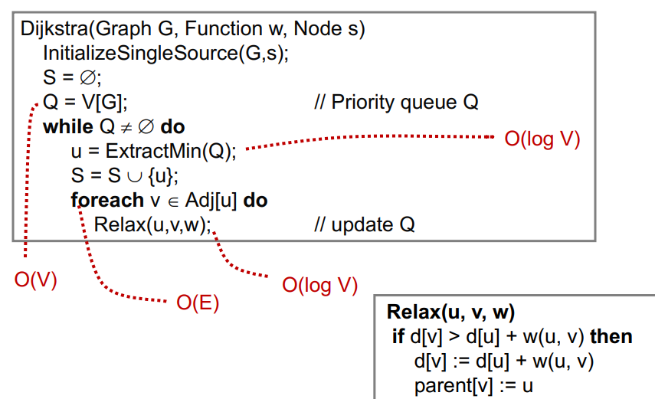 Dijkstra(Graph G, Function w, Node s)
InitializeSingleSource(G,s);
S = ∅;
Q = V[G]; // Priority queue Q
while Q ≠ ∅ do
u = ExtractMin(Q);
O(log V)
S = S ∪ {u};
foreach v ∈ Adj[u] do
Relax(u,v,w); // update Q
O(V)
O(E)
O(log V)
Relax(u, v, w)
if d[v] > d[u] + w(u, v) then
d[v] := d[u] + w(u, v)
parent[v] := u